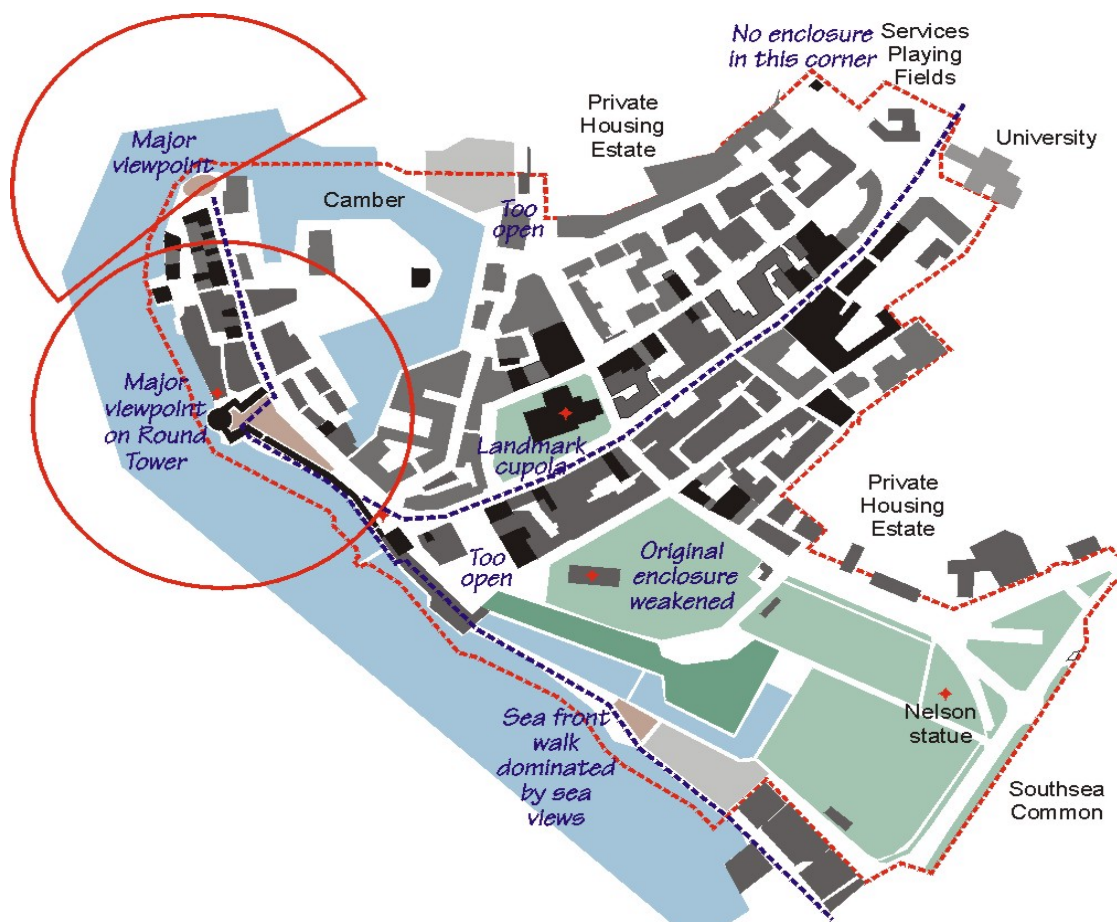 No enclosure
in this corner
Services
Playing
Fields
Private
Housing
Estate
University
Major
viewpoint
Camber
Too
open
Major
viewpoint
on Round
Tower
Landmark
cupola
Private
Housing
Estate
Too
open
Original
enclosure
weakened
Nelson
statue
Sea front
walk
dominated
by sea
views
Southsea
Common